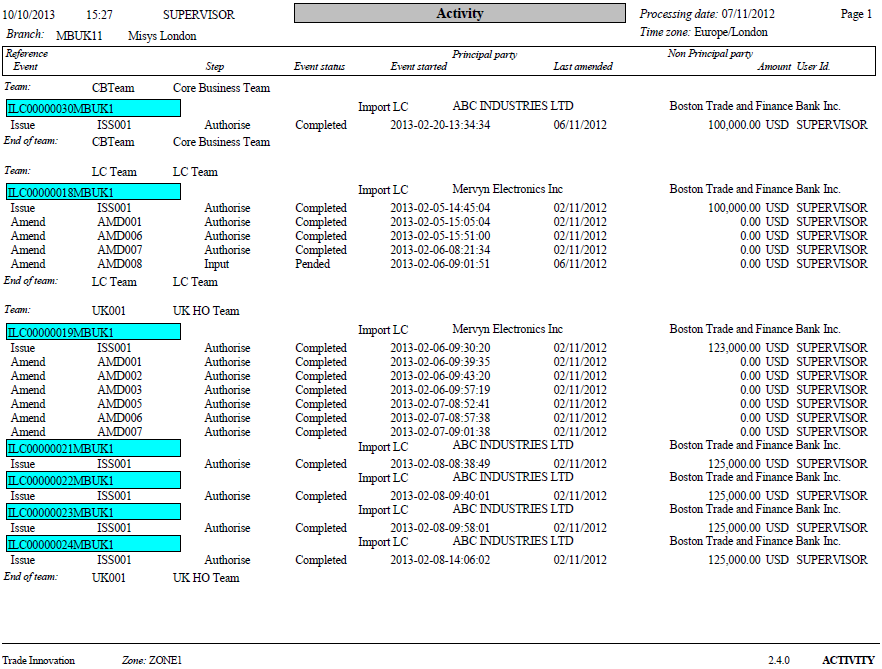 10/10/2013 15:27 SUPERVISOR Activity Processing date: 07/11/2012 Page 1
Branch: MBUK11 Misys London Time zone: Europe/London
Reference Principal party Non Principal party
Event Step Event status Event started Last amended Amount User Id.
Team: CBTeam Core Business Team
ILC00000030MBUK1 Import LC ABC INDUSTRIES LTD Boston Trade and Finance Bank Inc.
Issue ISS001 Authorise Completed 2013-02-20-13:34:34 06/11/2012 100,000.00 USD SUPERVISOR
End of team: CBTeam Core Business Team
Team: LC Team LC Team
ILC00000018MBUK1 Import LC Mervyn Electronics Inc Boston Trade and Finance Bank Inc.
Issue ISS001 Authorise Completed 2013-02-05-14:45:04 02/11/2012 100,000.00 USD SUPERVISOR
Amend AMD001 Authorise Completed 2013-02-05-15:05:04 02/11/2012 0.00 USD SUPERVISOR
Amend AMD006 Authorise Completed 2013-02-05-15:51:00 02/11/2012 0.00 USD SUPERVISOR
Amend AMD007 Authorise Completed 2013-02-06-08:21:34 02/11/2012 0.00 USD SUPERVISOR
Amend AMD008 Input Pended 2013-02-06-09:01:51 06/11/2012 0.00 USD SUPERVISOR
End of team: LC Team LC Team
Team: UK001 UK HO Team
ILC00000019MBUK1 Import LC Mervyn Electronics Inc Boston Trade and Finance Bank Inc.
Issue ISS001 Authorise Completed 2013-02-06-09:30:20 02/11/2012 123,000.00 USD SUPERVISOR
Amend AMD001 Authorise Completed 2013-02-06-09:39:35 02/11/2012 0.00 USD SUPERVISOR
Amend AMD002 Authorise Completed 2013-02-06-09:43:20 02/11/2012 0.00 USD SUPERVISOR
Amend AMD003 Authorise Completed 2013-02-06-09:57:19 02/11/2012 0.00 USD SUPERVISOR
Amend AMD005 Authorise Completed 2013-02-07-08:52:41 02/11/2012 0.00 USD SUPERVISOR
Amend AMD006 Authorise Completed 2013-02-07-08:57:38 02/11/2012 0.00 USD SUPERVISOR
Amend AMD007 Authorise Completed 2013-02-07-09:01:38 02/11/2012 0.00 USD SUPERVISOR
ILC00000021MBUK1 Import LC ABC INDUSTRIES LTD Boston Trade and Finance Bank Inc.
Issue ISS001 Authorise Completed 2013-02-08-08:38:49 02/11/2012 125,000.00 USD SUPERVISOR
ILC00000022MBUK1 Import LC ABC INDUSTRIES LTD Boston Trade and Finance Bank Inc.
Issue ISS001 Authorise Completed 2013-02-08-09:40:01 02/11/2012 125,000.00 USD SUPERVISOR
ILC00000023MBUK1 Import LC ABC INDUSTRIES LTD Boston Trade and Finance Bank Inc.
Issue ISS001 Authorise Completed 2013-02-08-09:58:01 02/11/2012 125,000.00 USD SUPERVISOR
ILC00000024MBUK1 Import LC ABC INDUSTRIES LTD Boston Trade and Finance Bank Inc.
Issue ISS001 Authorise Completed 2013-02-08-14:06:02 02/11/2012 125,000.00 USD SUPERVISOR
End of team: UK001 UK HO Team
Trade Innovation Zone: ZONE1 2.4.0 ACTIVITY